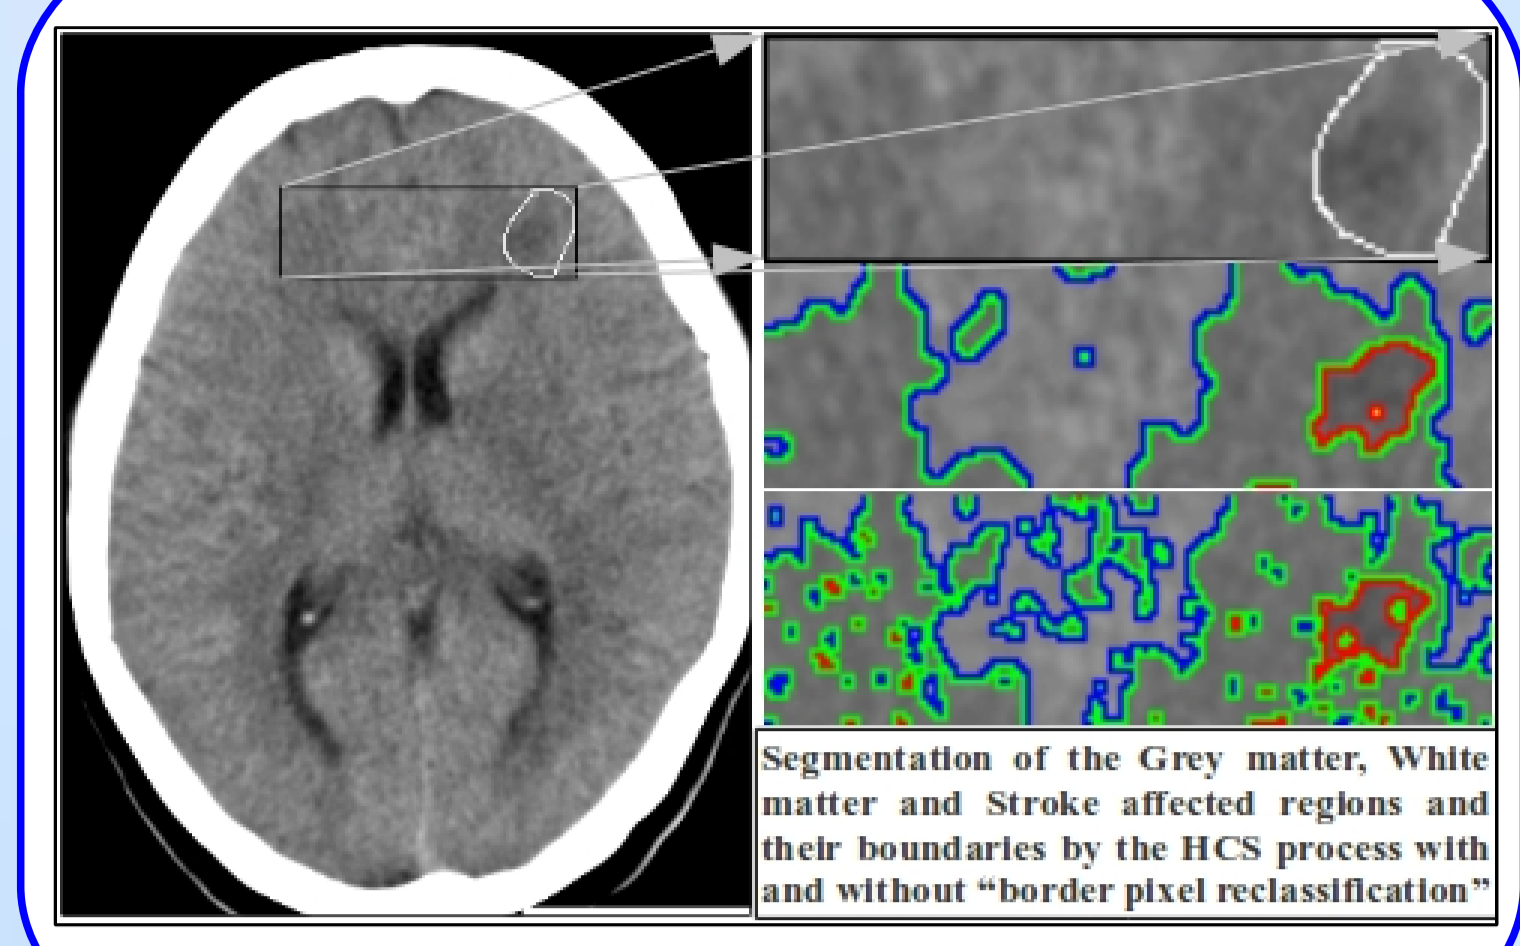 Segmentation of the Grey matter, White
matter and Stroke affected regions and
their boundaries by the HCS process with
and without “border pixel reclassification”